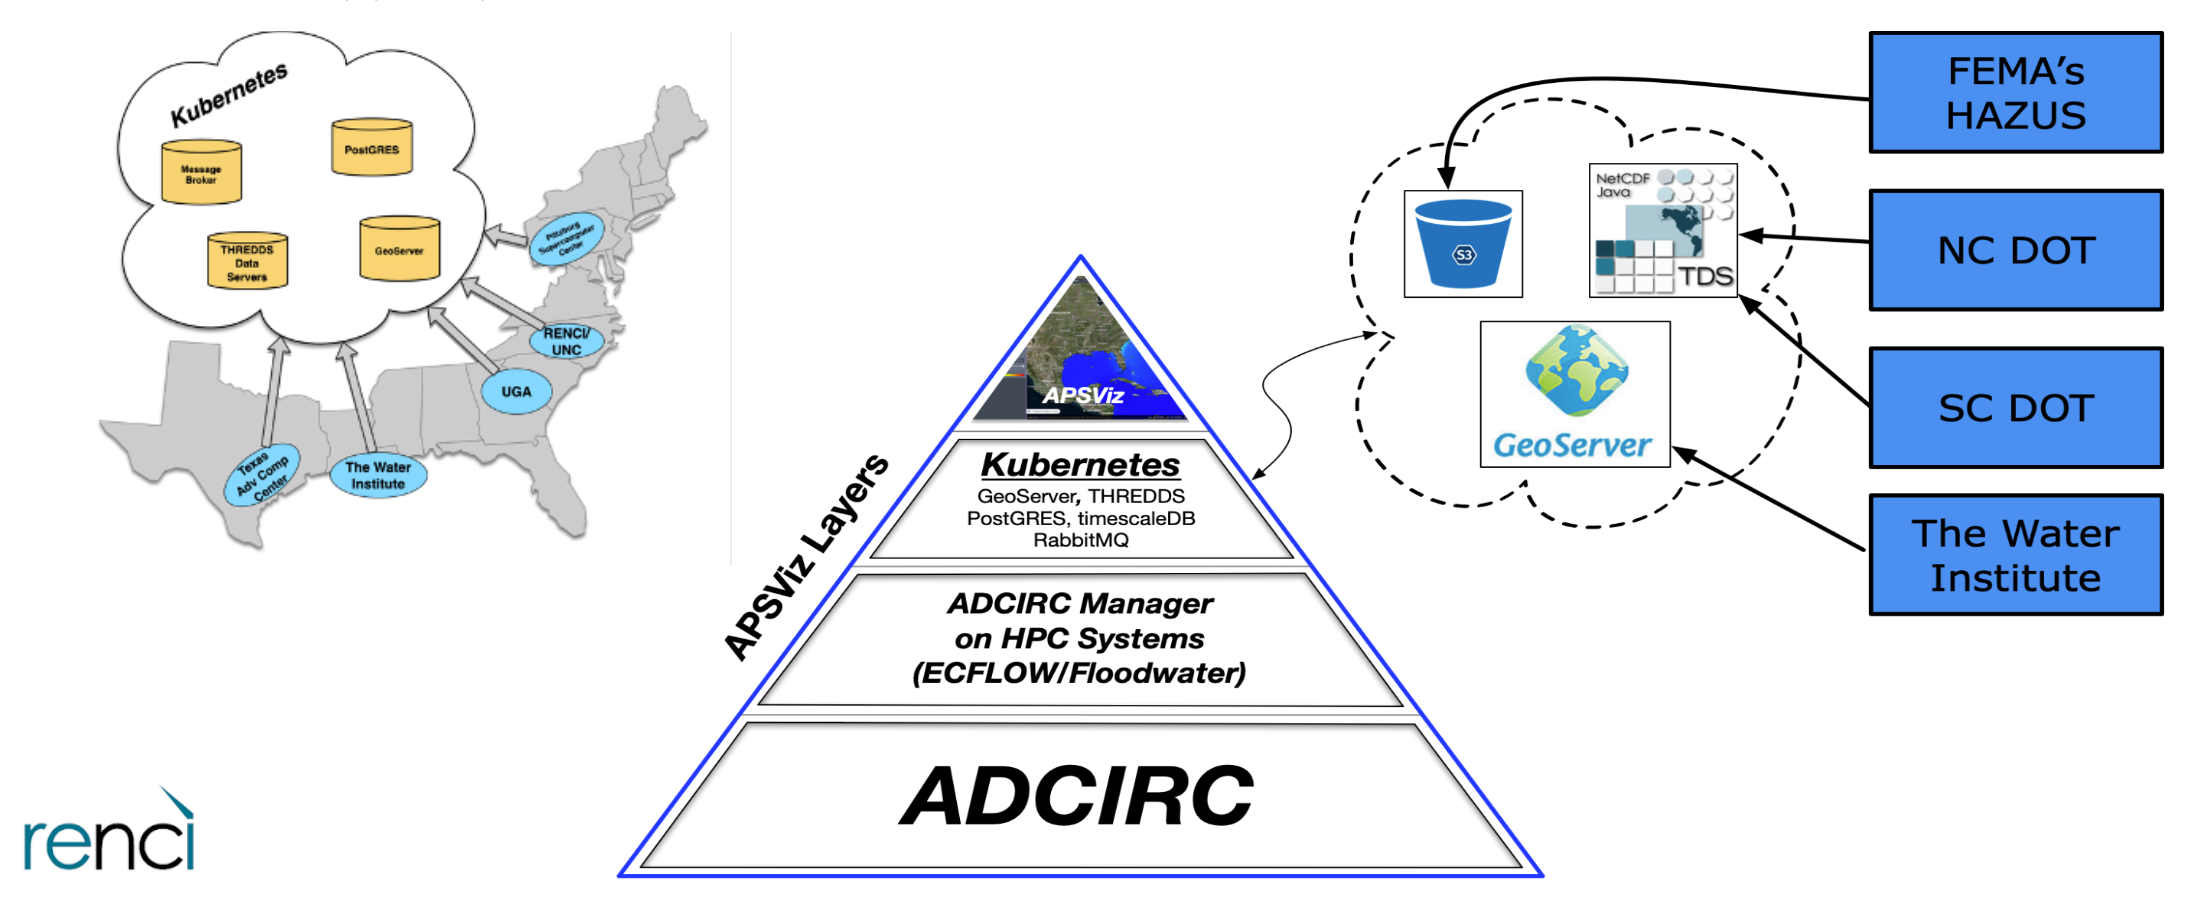 Kubernetes
Message
Broker
PostGRES
THREDDS
Data
Servers
GeoServer
Pittsburg
Supercomputer
Center
RENCI/
UNC
UGA
Texas
Adv Comp
Center
The Water
Institute
renci
APSViz Layers
APSViz
Kubernetes
GeoServer, THREDDS
PostGRES, timescaleDB
RabbitMQ
ADCIRC Manager
on HPC Systems
(ECFLOW/Floodwater)
ADCIRC
S3
NetCDF
Java
TDS
GeoServer
FEMA's
HAZUS
NC DOT
SC DOT
The Water
Institute